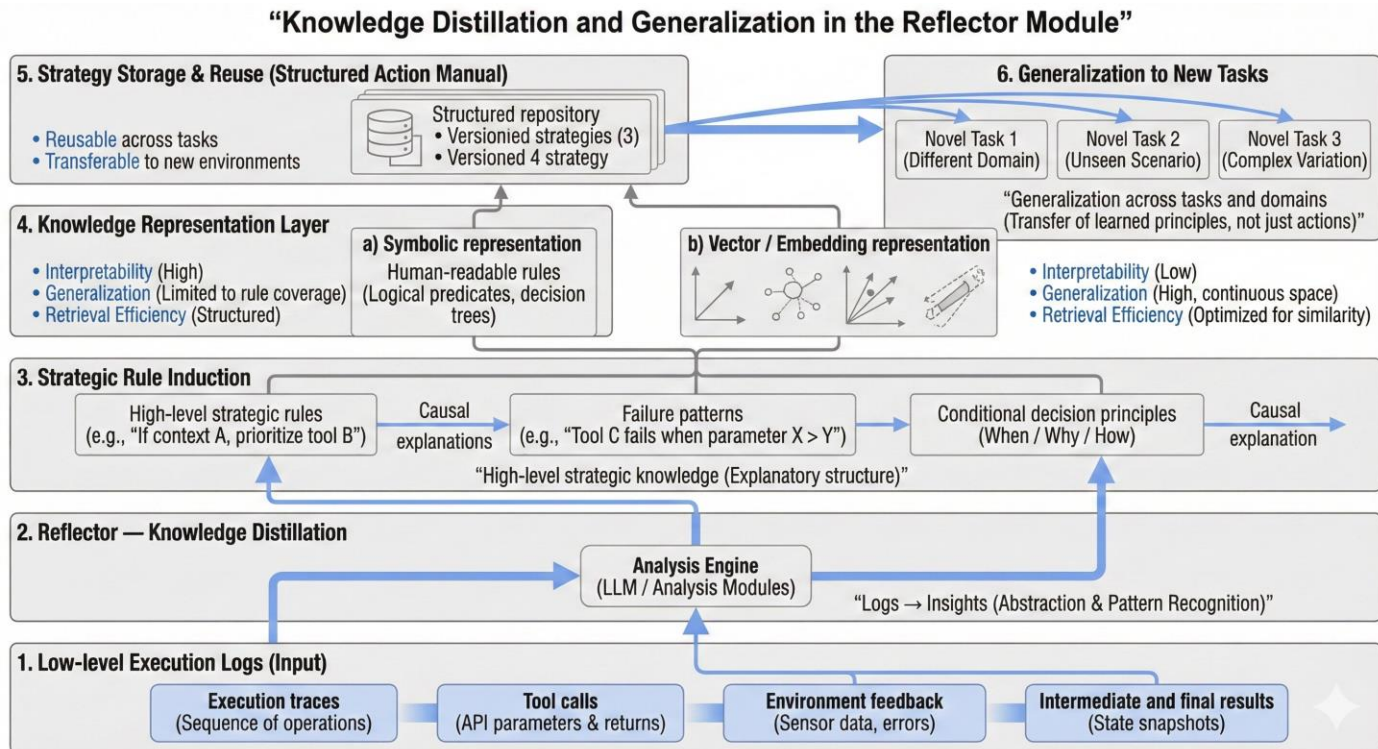 “Knowledge Distillation and Generalization in the Reflector Module”
5. Strategy Storage & Reuse (Structured Action Manual)
• Reusable across tasks
• Transferable to new environments
Structured repository
• Versionied strategies (3)
• Versioned 4 strategy
6. Generalization to New Tasks
Novel Task 1
(Different Domain)
Novel Task 2
(Unseen Scenario)
Novel Task 3
(Complex Variation)
“Generalization across tasks and domains
(Transfer of learned principles, not just actions)”
4. Knowledge Representation Layer
• Interpretability (High)
• Generalization (Limited to rule coverage)
• Retrieval Efficiency (Structured)
a) Symbolic representation
Human-readable rules
(Logical predicates, decision
trees)
b) Vector / Embedding representation
• Interpretability (Low)
• Generalization (High, continuous space)
• Retrieval Efficiency (Optimized for similarity)
3. Strategic Rule Induction
High-level strategic rules
(e.g., “If context A, prioritize tool B”)
Causal
explanations
Failure patterns
(e.g., “Tool C fails when parameter X > Y”)
Conditional decision principles
(When / Why / How)
Causal
explanation
“High-level strategic knowledge (Explanatory structure)”
2. Reflector — Knowledge Distillation
Analysis Engine
(LLM / Analysis Modules)
“Logs → Insights (Abstraction & Pattern Recognition)”
1. Low-level Execution Logs (Input)
Execution traces
(Sequence of operations)
Tool calls
(API parameters & returns)
Environment feedback
(Sensor data, errors)
Intermediate and final results
(State snapshots)